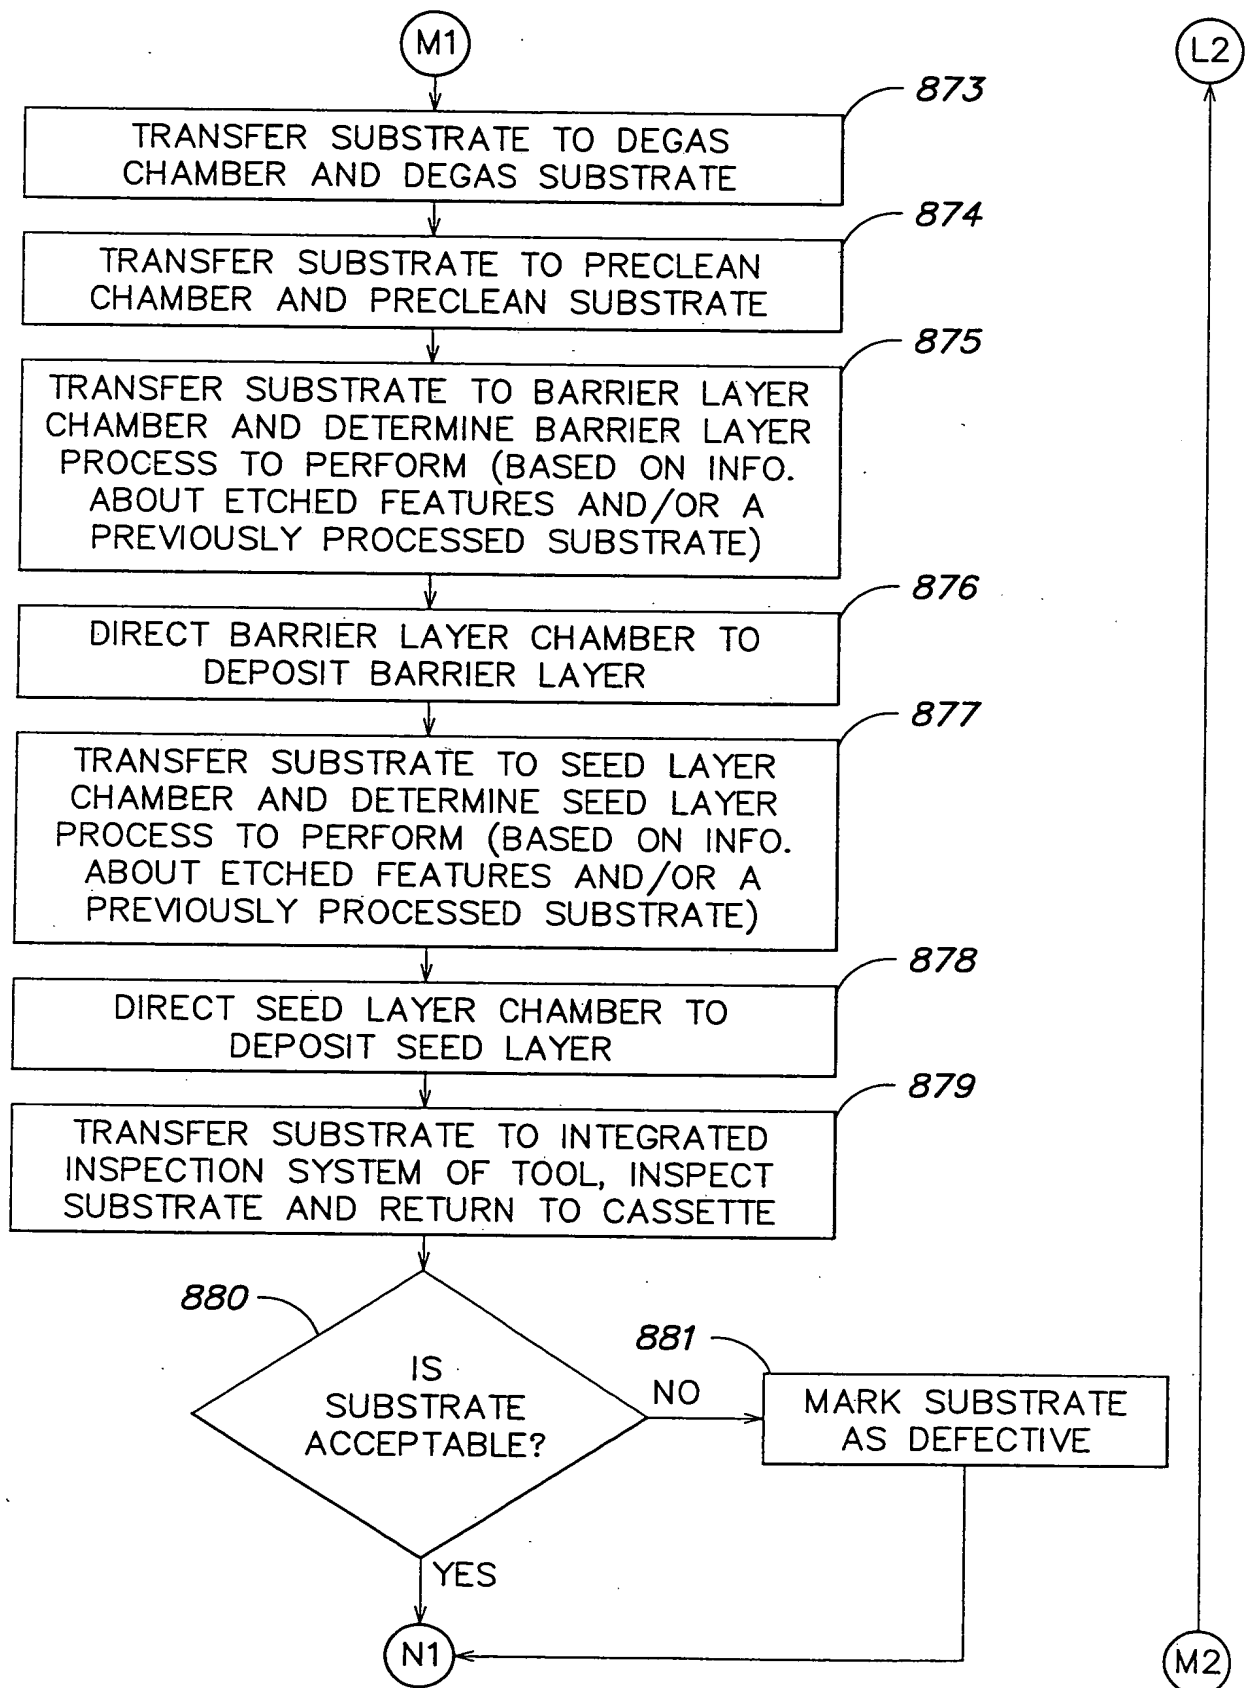 M1
L2
873
TRANSFER SUBSTRATE TO DEGAS
CHAMBER AND DEGAS SUBSTRATE
874
TRANSFER SUBSTRATE TO PRECLEAN
CHAMBER AND PRECLEAN SUBSTRATE
875
TRANSFER SUBSTRATE TO BARRIER LAYER
CHAMBER AND DETERMINE BARRIER LAYER
PROCESS TO PERFORM (BASED ON INFO.
ABOUT ETCHED FEATURES AND/OR A
PREVIOUSLY PROCESSED SUBSTRATE)
876
DIRECT BARRIER LAYER CHAMBER TO
DEPOSIT BARRIER LAYER
877
TRANSFER SUBSTRATE TO SEED LAYER
CHAMBER AND DETERMINE SEED LAYER
PROCESS TO PERFORM (BASED ON INFO.
ABOUT ETCHED FEATURES AND/OR A
PREVIOUSLY PROCESSED SUBSTRATE)
878
DIRECT SEED LAYER CHAMBER TO
DEPOSIT SEED LAYER
879
TRANSFER SUBSTRATE TO INTEGRATED
INSPECTION SYSTEM OF TOOL, INSPECT
SUBSTRATE AND RETURN TO CASSETTE
880
IS
SUBSTRATE
ACCEPTABLE?
881
NO
MARK SUBSTRATE
AS DEFECTIVE
YES
N1
M2